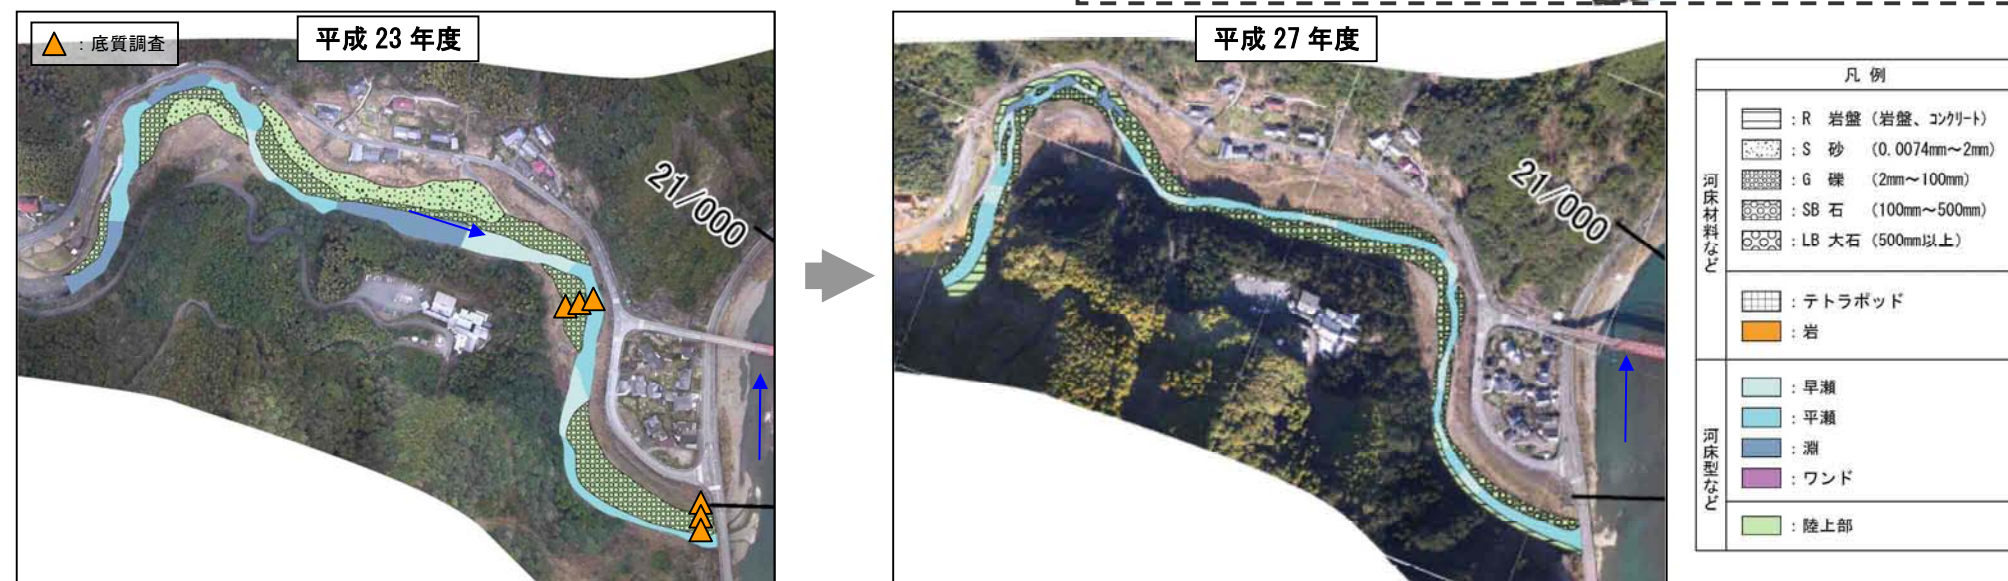 平成 23 年度
：底質調査
21/000
平成 27 年度
21/000
凡 例
河床材料など
：R 岩盤（岩盤、ｺﾝｸﾘｰﾄ）
：S 砂 （0.0074mm～2mm）
：G 礫 （2mm～100mm）
：SB 石 （100mm～500mm）
：LB 大石（500mm以上）
：テトラポッド
：岩
河床型など
：早瀬
：平瀬
：淵
：ワンド
：陸上部